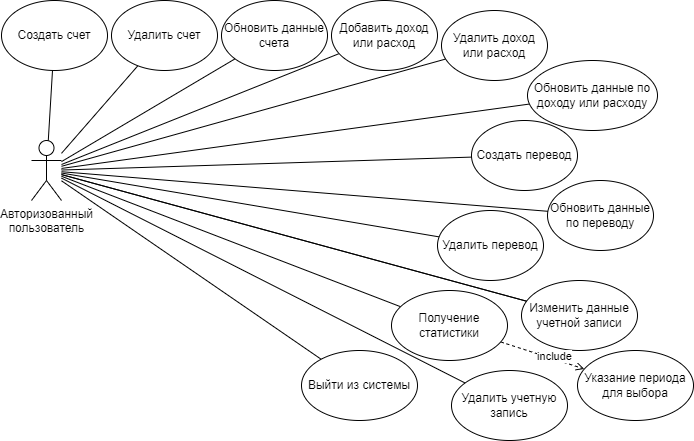 Создать счет
Удалить счет
Обновить данные
счета
Добавить доход
или расход
Удалить доход
или расход
Обновить данные по
доходу или расходу
Создать перевод
Авторизованный
пользователь
Обновить данные
по переводу
Удалить перевод
Изменить данные
учетной записи
Получение
статистики
include
Указание периода
для выбора
Выйти из системы
Удалить учетную
запись